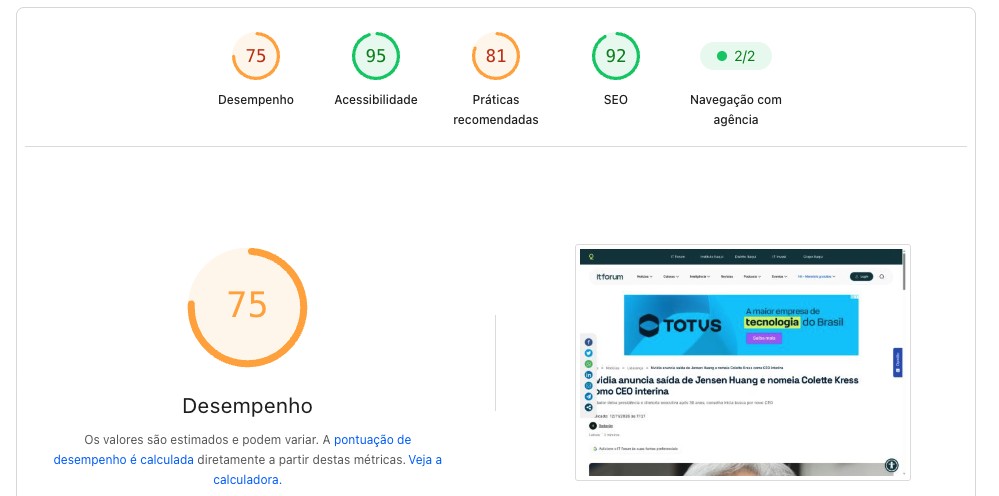 75
95
81
92
2/2
Desempenho
Acessibilidade
Práticas
recomendadas
SEO
Navegação com
agência
75
Desempenho
Os valores são estimados e podem variar. A pontuação de
desempenho é calculada diretamente a partir destas métricas. Veja a
calculadora.
Itforum
TOTVS
A maior empresa de
tecnologia do Brasil
Saiba mais
vidia anuncia saída de Jensen Huang e nomeia Colette Kress
omo CEO interina